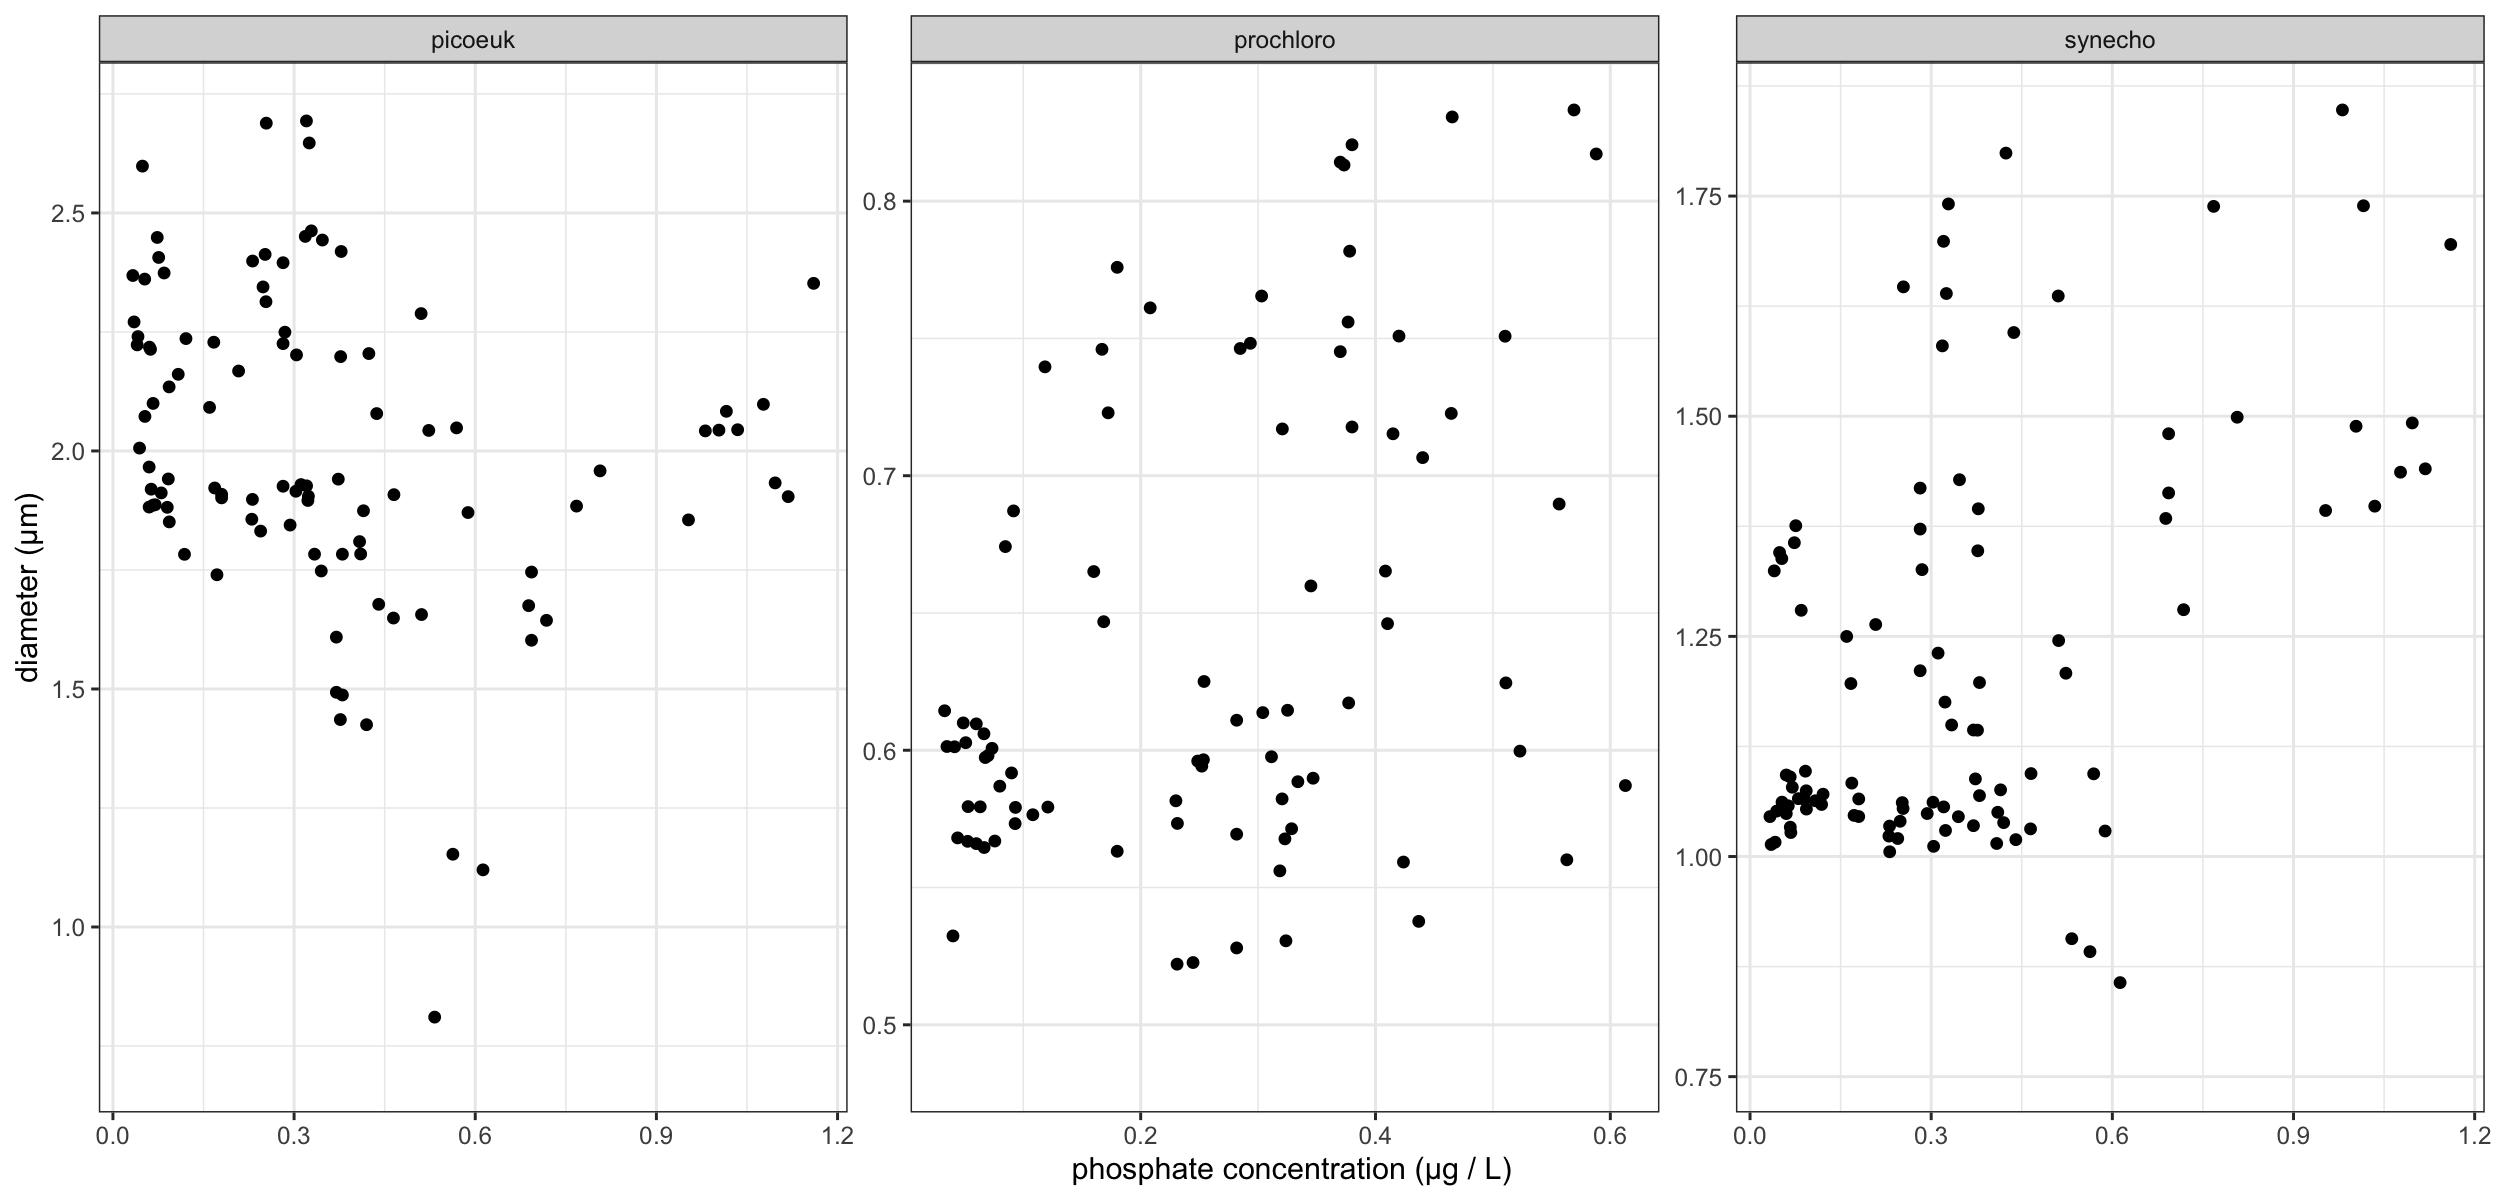 picoeuk prochloro synecho
diameter (µm)
2.5
2.0
1.5
1.0
0.8
0.7
0.6
0.5
1.75
1.50
1.25
1.00
0.75
0.0 0.3 0.6 0.9 1.2
0.2 0.4 0.6
0.0 0.3 0.6 0.9 1.2
phosphate concentration (µg / L)